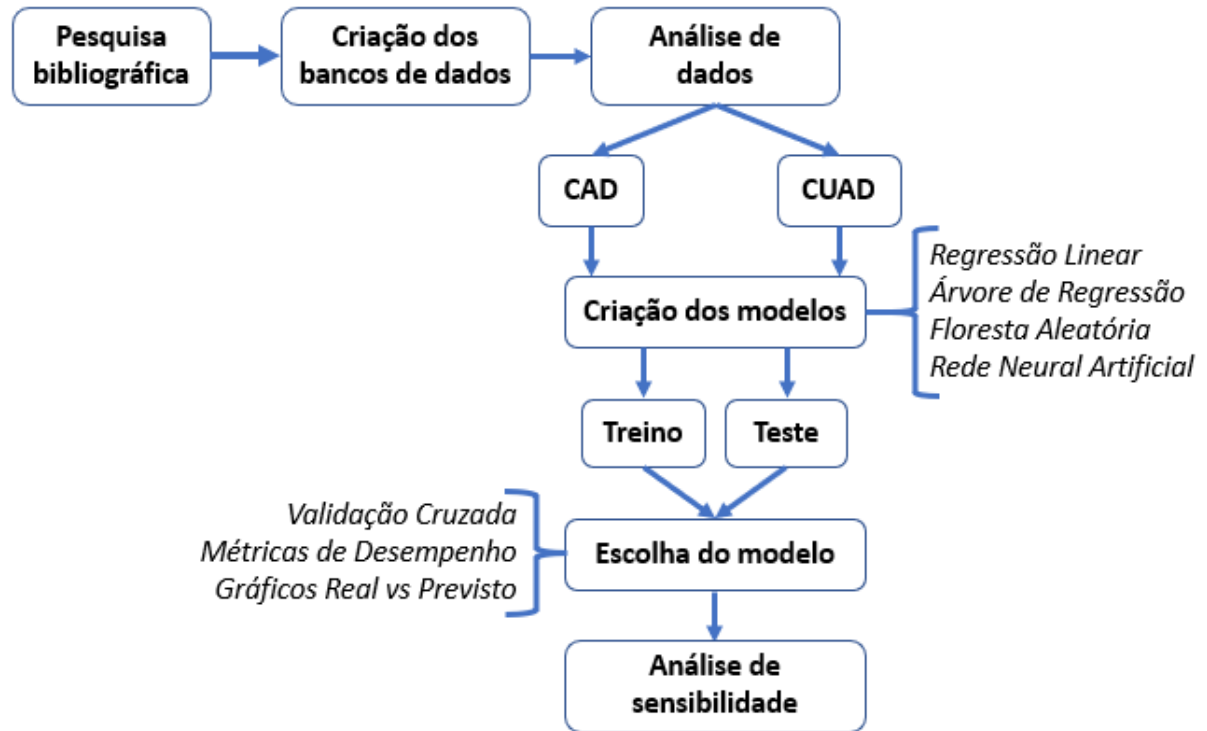 Pesquisa
bibliográfica
Criação dos
bancos de dados
Análise de
dados
CAD
CUAD
Criação dos modelos
Regressão Linear
Árvore de Regressão
Floresta Aleatória
Rede Neural Artificial
Treino
Teste
Validação Cruzada
Métricas de Desempenho
Gráficos Real vs Previsto
Escolha do modelo
Análise de
sensibilidade